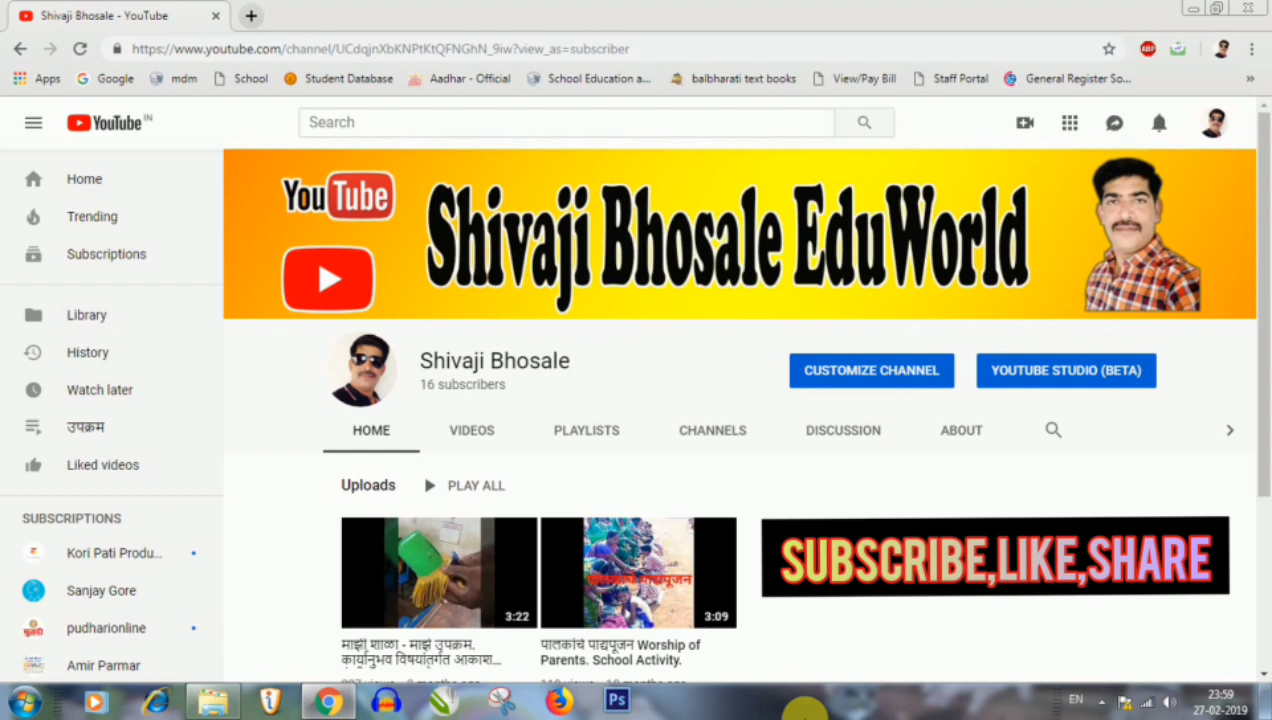 Shivaji Bhosale - YouTube
https://www.youtube.com/channel/UCdqjnXbKNPtKtQFNGhN_9iw?view_as=subscriber
Apps Google mdm School Student Database Aadhar - Official School Education a... balbharati text books View/Pay Bill Staff Portal General Register So...
YouTube IN
Search
Home
Trending
Subscriptions
Library
History
Watch later
उपक्रम
Liked videos
SUBSCRIPTIONS
Kori Pati Produ...
Sanjay Gore
pudharionline
Amir Parmar
YouTube
Shivaji Bhosale EduWorld
Shivaji Bhosale
16 subscribers
CUSTOMIZE CHANNEL
YOUTUBE STUDIO (BETA)
HOME VIDEOS PLAYLISTS CHANNELS DISCUSSION ABOUT
Uploads PLAY ALL
3:22
माझी शाळा - माझे उपक्रम.
कार्यानुभव विषयांतर्गत आकाश...
पालकांचे पाद्यपूजन
3:09
पालकांचे पाद्यपूजन Worship of
Parents. School Activity.
SUBSCRIBE,LIKE,SHARE
Ps
EN
23:59
27-02-2019